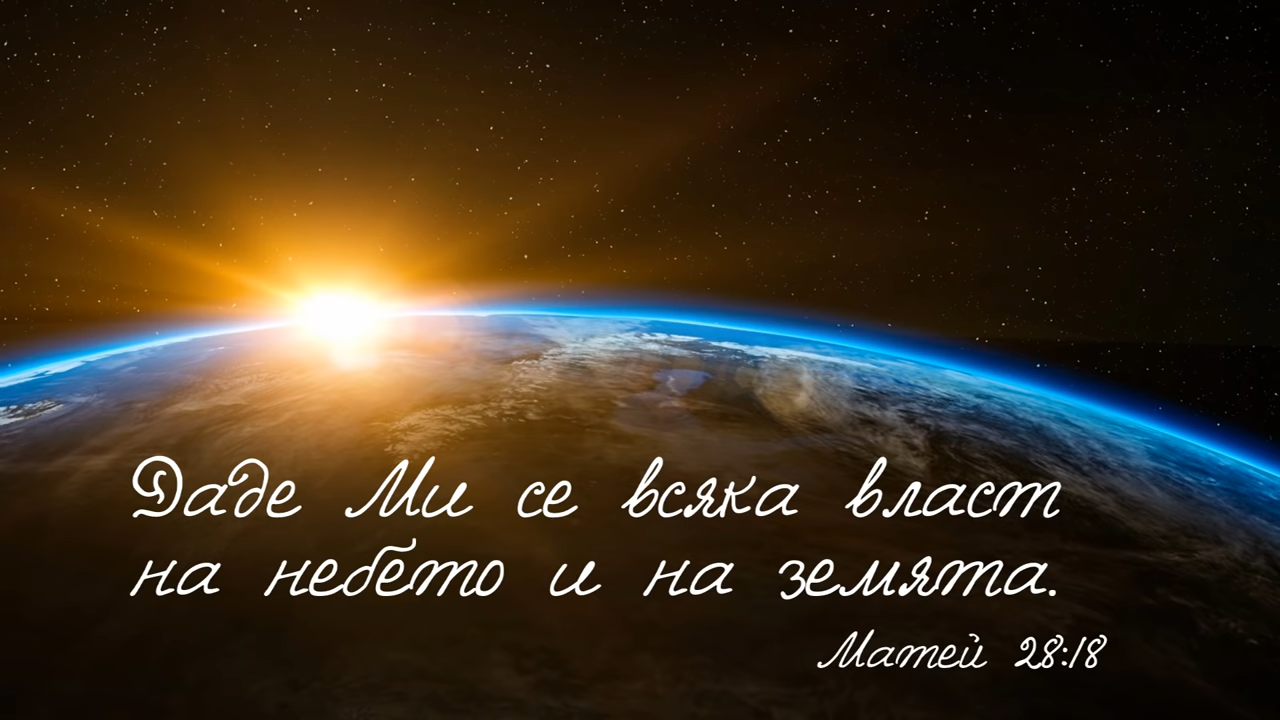 Даде Ми се всяка власт
на небето и на земята.
Матей 28:18